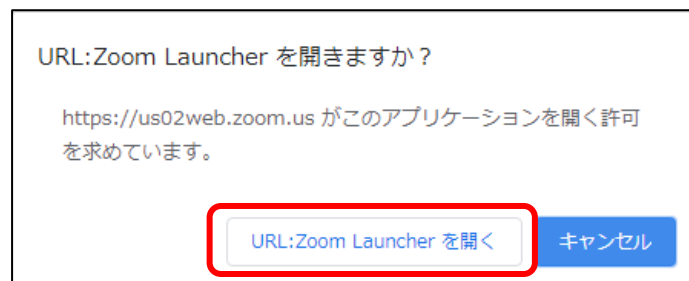 URL:Zoom Launcher を開きますか？
https://us02web.zoom.us がこのアプリケーションを開く許可
を求めています。
URL:Zoom Launcher を開く
キャンセル